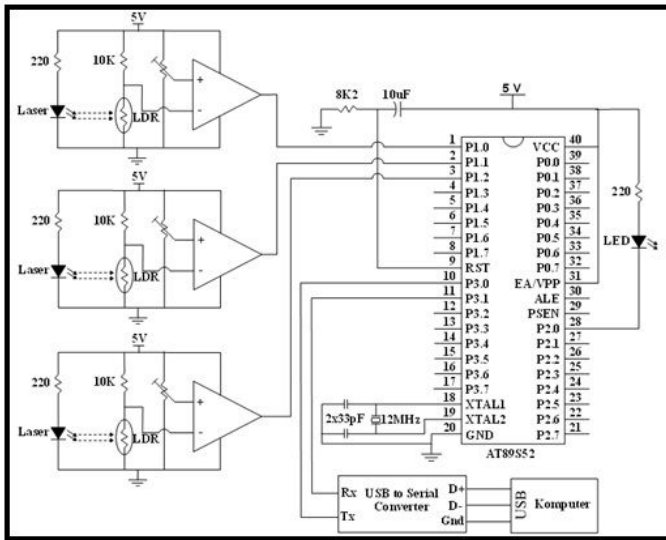 5V
220
10K
+
-
Laser
LDR
5V
220
10K
+
-
Laser
LDR
5V
220
10K
+
-
Laser
LDR
8K2
10uF
5 V
220
LED
1 P1.0 VCC 40
2 P1.1 P0.0 39
3 P1.2 P0.1 38
4 P1.3 P0.2 37
5 P1.4 P0.3 36
6 P1.5 P0.4 35
7 P1.6 P0.5 34
8 P1.7 P0.6 33
9 RST P0.7 32
10 P3.0 EA/VPP 31
11 P3.1 ALE 30
12 P3.2 PSEN 29
13 P3.3 P2.0 28
14 P3.4 P2.1 27
15 P3.5 P2.2 26
16 P3.6 P2.3 25
17 P3.7 P2.4 24
18 XTAL1 P2.5 23
19 XTAL2 P2.6 22
20 GND P2.7 21
AT89S52
2x33pF
12MHz
Rx
Tx
USB to Serial
Converter
D+
D-
Gnd
USB
Komputer